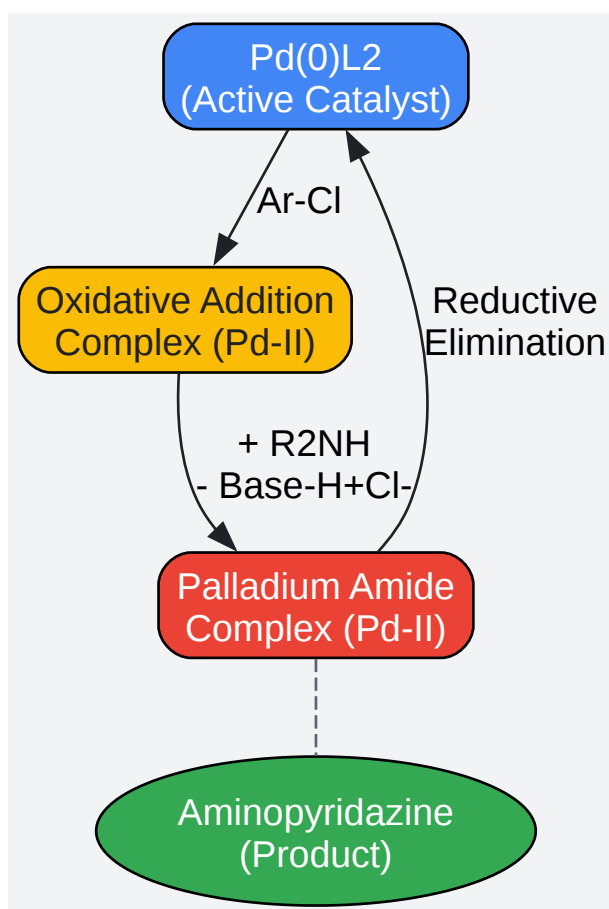 Pd(0)L2
(Active Catalyst)
Ar-Cl
Oxidative Addition
Complex (Pd-II)
Reductive
Elimination
+ R2NH
- Base-H+Cl-
Palladium Amide
Complex (Pd-II)
Aminopyridazine
(Product)